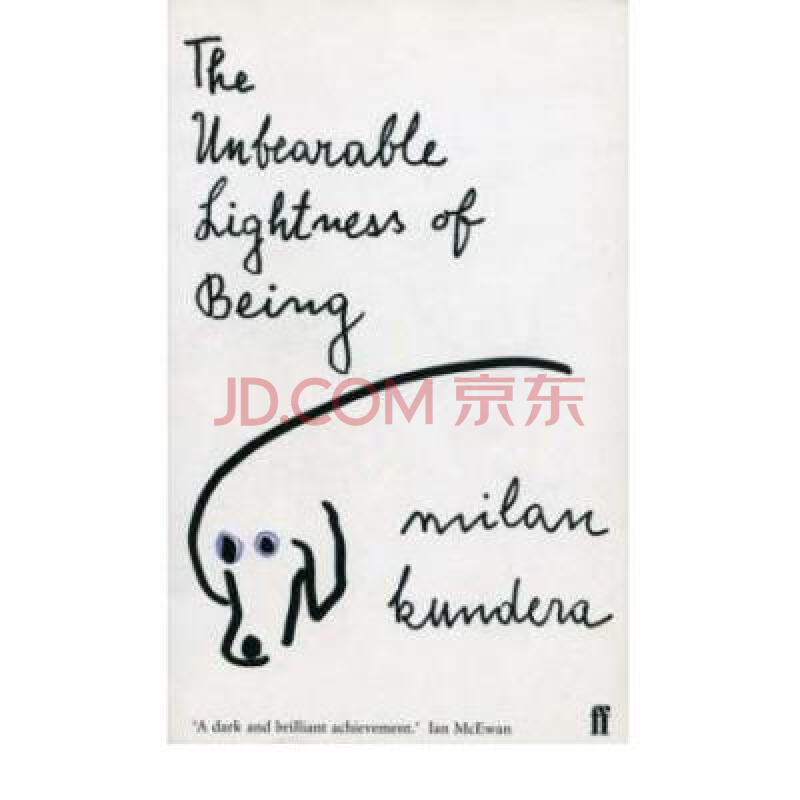 The
Unbearable
Lightness of
Being
JD.COM 京东
milan
kundera
'A dark and brilliant achievement.' Ian McEwan
ff